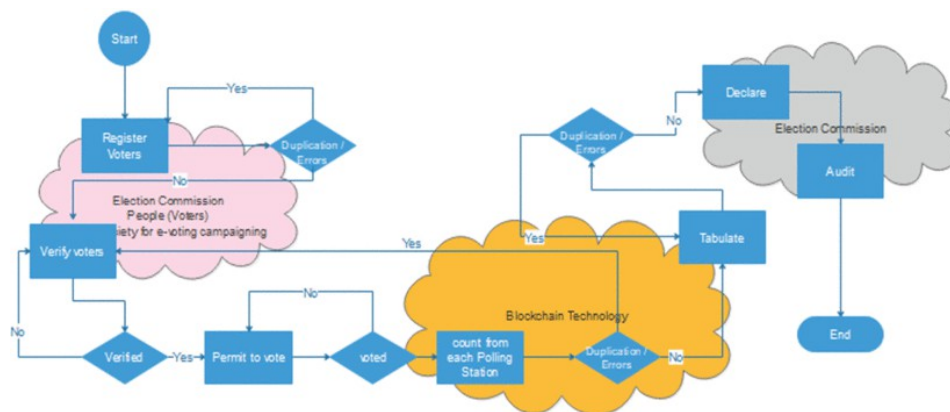 Start
Yes
Register
Voters
Duplication /
Errors
No
Election Commission
People (Voters)
iety for e-voting campaigning
Verify voters
No
Verified
Yes
Permit to vote
No
voted
Yes
Blockchain Technology
count from
each Polling
Station
Duplication /
Errors
No
Tabulate
Yes
Duplication /
Errors
No
Declare
Election Commission
Audit
End